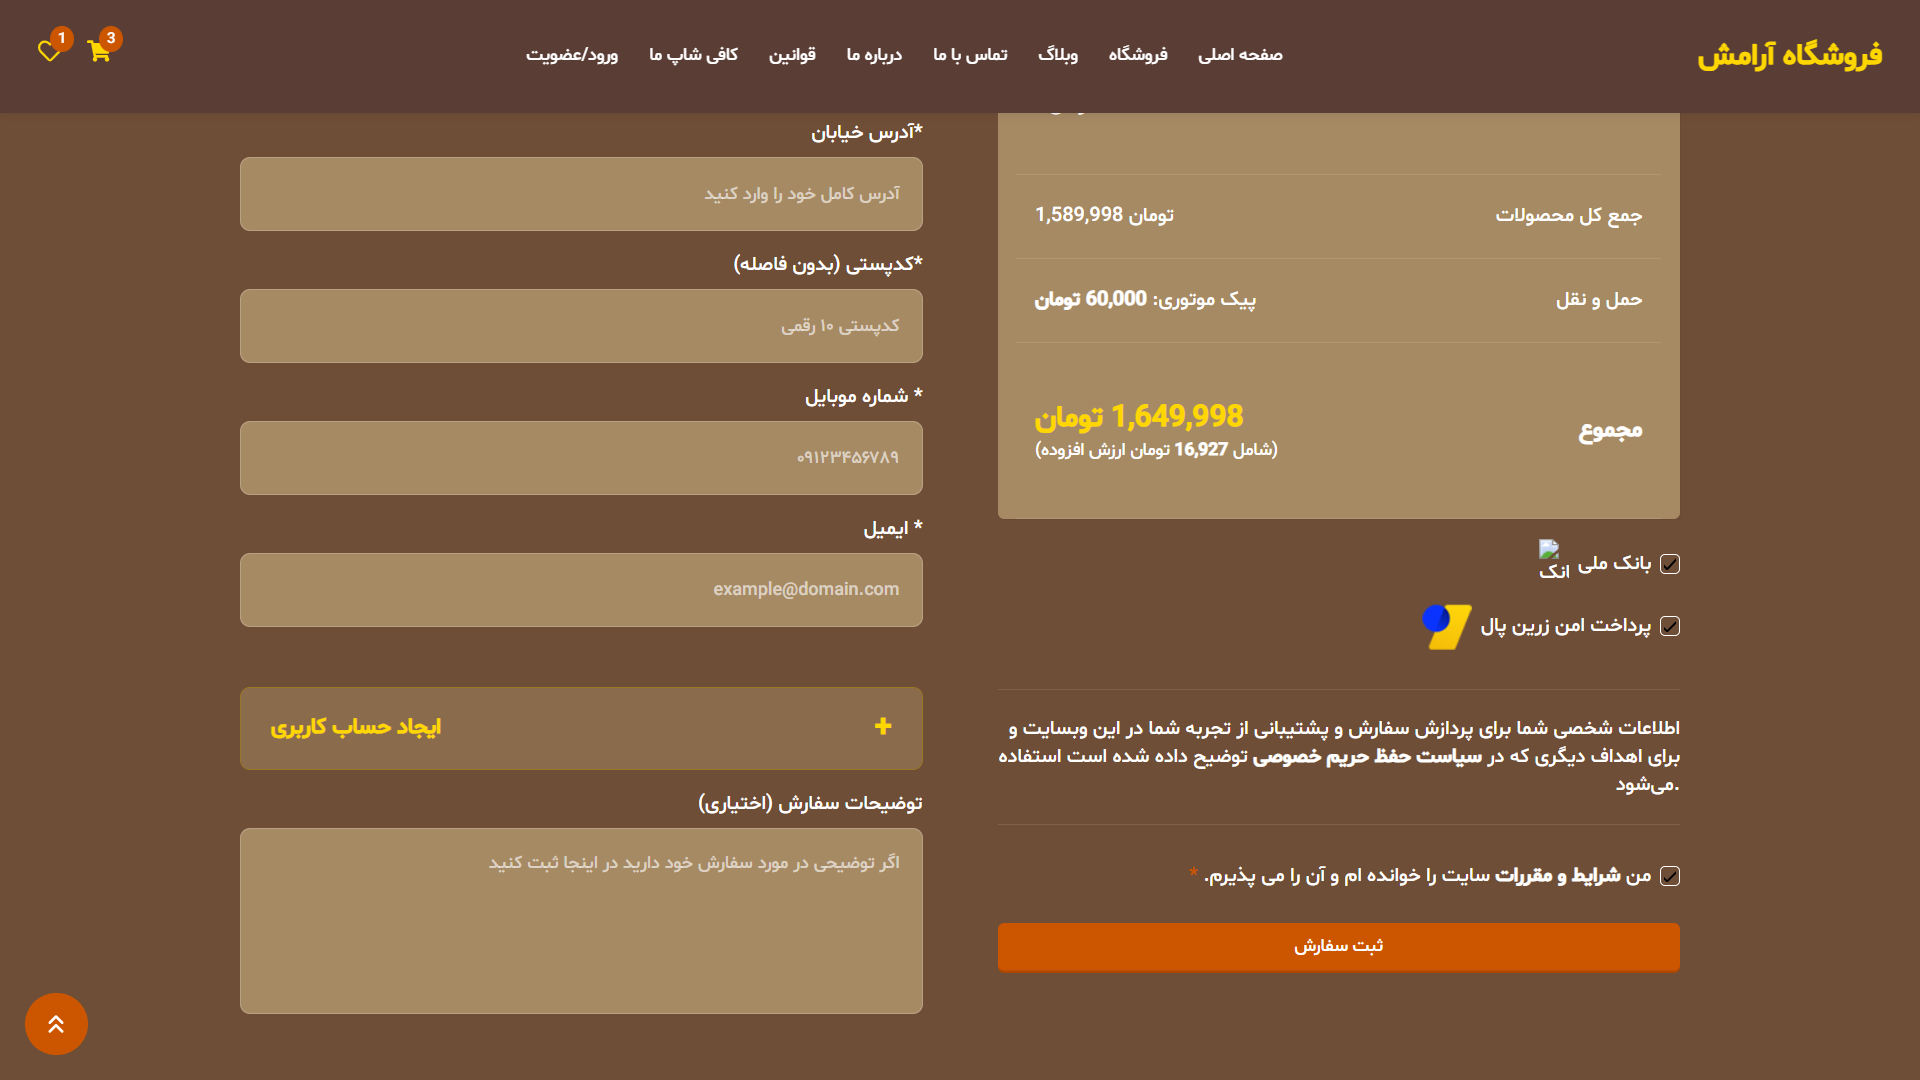 فروشگاه آرامش
صفحه اصلی
فروشگاه
وبلاگ
تماس با ما
درباره ما
قوانین
کافی شاپ ما
ورود/عضویت
3
1
جمع کل محصولات
تومان 1,589,998
حمل و نقل
پیک موتوری: 60,000 تومان
مجموع
1,649,998 تومان
(شامل 16,927 تومان ارزش افزوده)
بانک ملی
بانک
پرداخت امن زرین پال
اطلاعات شخصی شما برای پردازش سفارش و پشتیبانی از تجربه شما در این وبسایت و
برای اهداف دیگری که در سیاست حفظ حریم خصوصی توضیح داده شده است استفاده
.می‌شود
من شرایط و مقررات سایت را خوانده ام و آن را می پذیرم. *
ثبت سفارش
*آدرس خیابان
آدرس کامل خود را وارد کنید
*کدپستی (بدون فاصله)
کدپستی ۱۰ رقمی
* شماره موبایل
۰۹۱۲۳۴۵۶۷۸۹
* ایمیل
example@domain.com
+ ایجاد حساب کاربری
توضیحات سفارش (اختیاری)
اگر توضیحی در مورد سفارش خود دارید در اینجا ثبت کنید